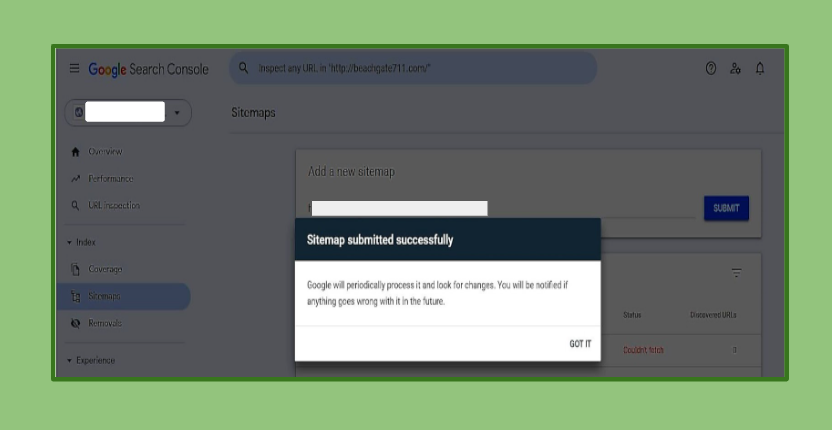 Google Search Console
Inspect any URL in "http://beachgate711.com/"
Sitemaps
Overview
Performance
URL inspection
Index
Coverage
Sitemaps
Removals
Experience
Add a new sitemap
SUBMIT
Sitemap submitted successfully
Google will periodically process it and look for changes. You will be notified if
anything goes wrong with it in the future.
GOT IT
Status Discovered URLs
Couldn't fetch